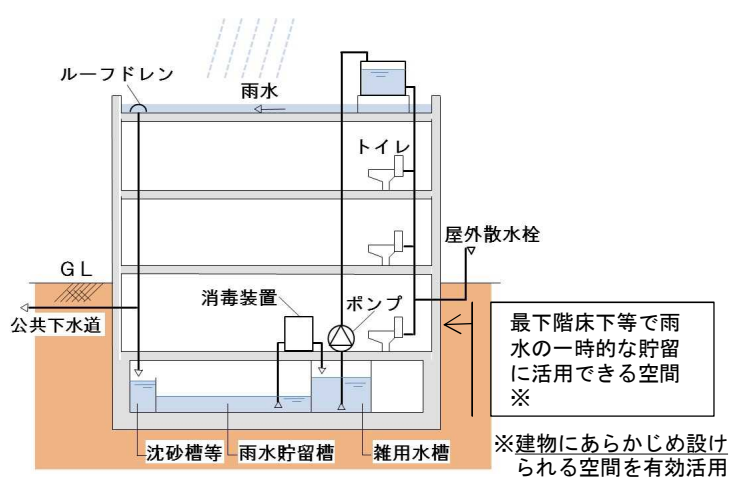 ルーフドレン
雨水
トイレ
屋外散水栓
ＧＬ
消毒装置
ポンプ
公共下水道
最下階床下等で雨
水の一時的な貯留
に活用できる空間
※
沈砂槽等
雨水貯留槽
雑用水槽
※建物にあらかじめ設け
られる空間を有効活用